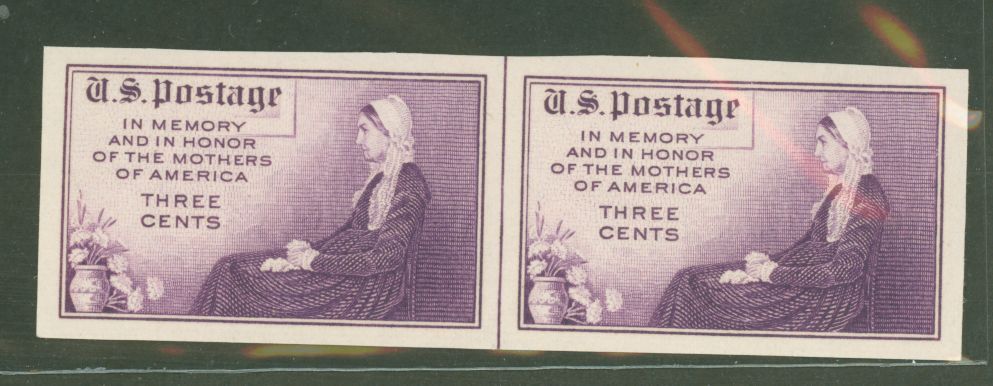 U.S. Postage
IN MEMORY
AND IN HONOR
OF THE MOTHERS
OF AMERICA
THREE
CENTS
U.S. Postage
IN MEMORY
AND IN HONOR
OF THE MOTHERS
OF AMERICA
THREE
CENTS